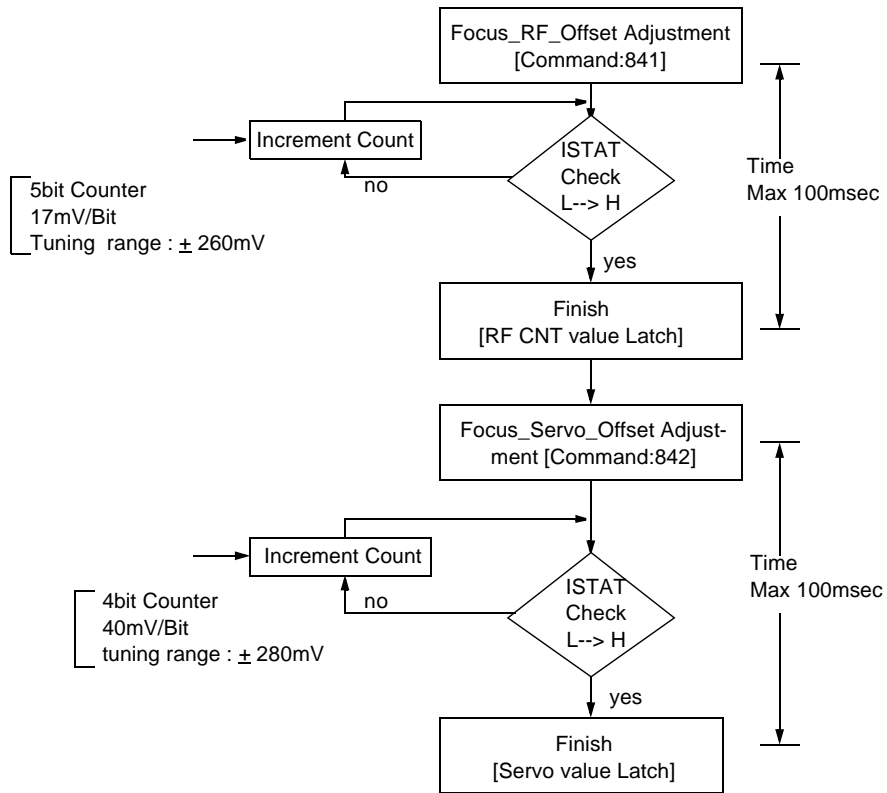 Focus_RF_Offset Adjustment
[Command:841]
Increment Count
ISTAT
Check
L--> H
no
Time
Max 100msec
5bit Counter
17mV/Bit
Tuning range : ± 260mV
yes
Finish
[RF CNT value Latch]
Focus_Servo_Offset Adjust-
ment [Command:842]
Increment Count
ISTAT
Check
L--> H
no
Time
Max 100msec
4bit Counter
40mV/Bit
tuning range : ± 280mV
yes
Finish
[Servo value Latch]